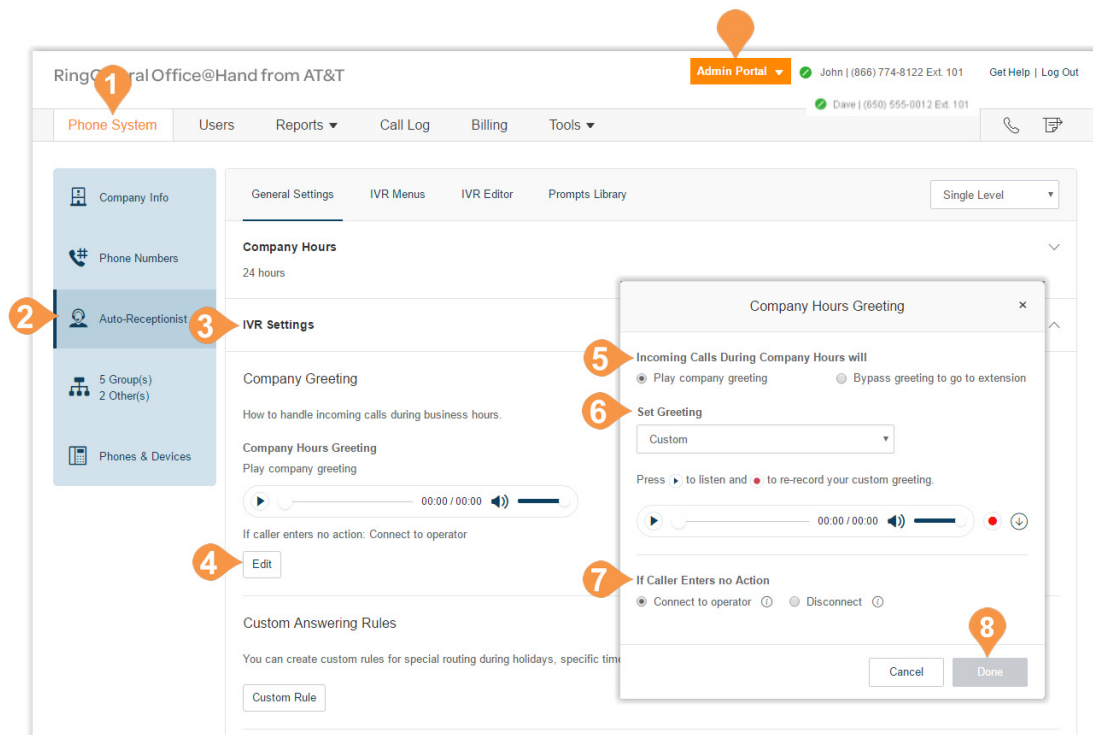 RingCentral Office@Hand from AT&T
Admin Portal
John | (866) 774-8122 Ext. 101
Get Help | Log Out
Dave | (650) 555-0012 Ext. 101
1
Phone System
Users
Reports
Call Log
Billing
Tools
Company Info
Phone Numbers
2
Auto-Receptionist
5 Group(s)
2 Other(s)
Phones & Devices
General Settings
IVR Menus
IVR Editor
Prompts Library
Single Level
Company Hours
24 hours
3
IVR Settings
Company Greeting
How to handle incoming calls during business hours.
Company Hours Greeting
Play company greeting
00:00 / 00:00
If caller enters no action: Connect to operator
4
Edit
Custom Answering Rules
You can create custom rules for special routing during holidays, specific time
Custom Rule
Company Hours Greeting
×
5
Incoming Calls During Company Hours will
Play company greeting
Bypass greeting to go to extension
6
Set Greeting
Custom
Press to listen and to re-record your custom greeting.
00:00 / 00:00
7
If Caller Enters no Action
Connect to operator
Disconnect
8
Cancel
Done